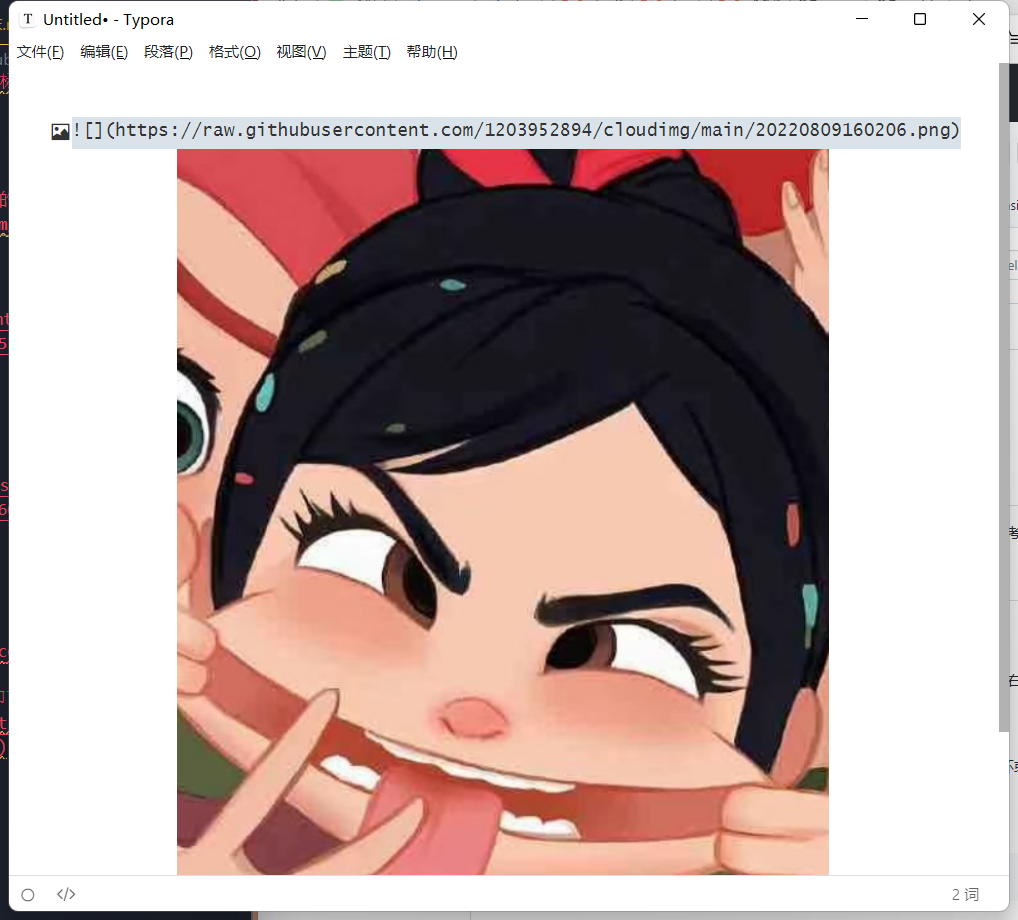 T Untitled• - Typora
文件(F) 编辑(E) 段落(P) 格式(O) 视图(V) 主题(T) 帮助(H)
![](https://raw.githubusercontent.com/1203952894/cloudimg/main/20220809160206.png)
</> 2 词